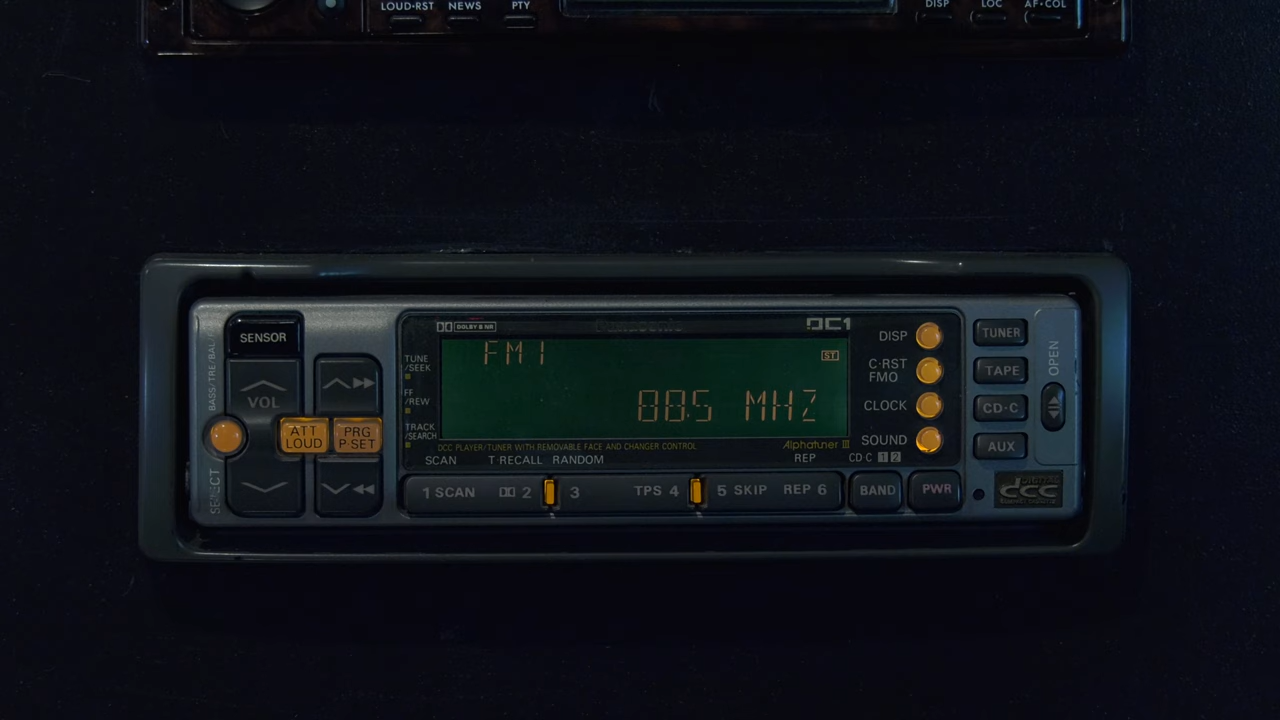 LOUD·RST NEWS PTY DISP LOC AF·COL
SENSOR
BASS/TRE/BAL/
SELECT
VOL
ATT LOUD
PRG P·SET
DOLBY B NR
Panasonic
DC1
TUNE /SEEK
FF /REW
TRACK /SEARCH
FM1
ST
88.5 MHZ
DCC PLAYER/TUNER WITH REMOVABLE FACE AND CHANGER CONTROL
Alphatuner III
SCAN T·RECALL RANDOM REP CD·C 1 2
1 SCAN 2 3 TPS 4 5 SKIP REP 6
BAND
PWR
DISP
C·RST FMO
CLOCK
SOUND
TUNER
TAPE
CD·C
AUX
OPEN
dcc